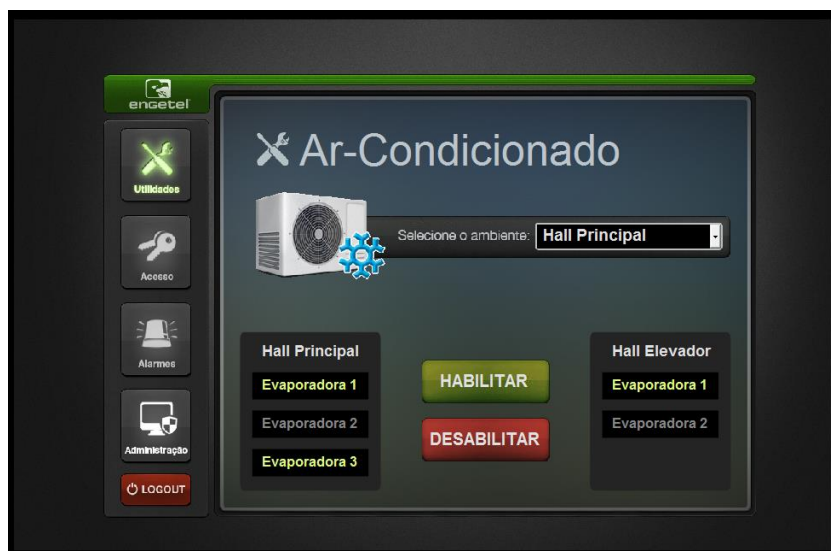 engetel
Utilidades
Acesso
Alarmes
Administração
LOGOUT
Ar-Condicionado
Selecione o ambiente: Hall Principal
Hall Principal
Evaporadora 1
Evaporadora 2
Evaporadora 3
HABILITAR
DESABILITAR
Hall Elevador
Evaporadora 1
Evaporadora 2